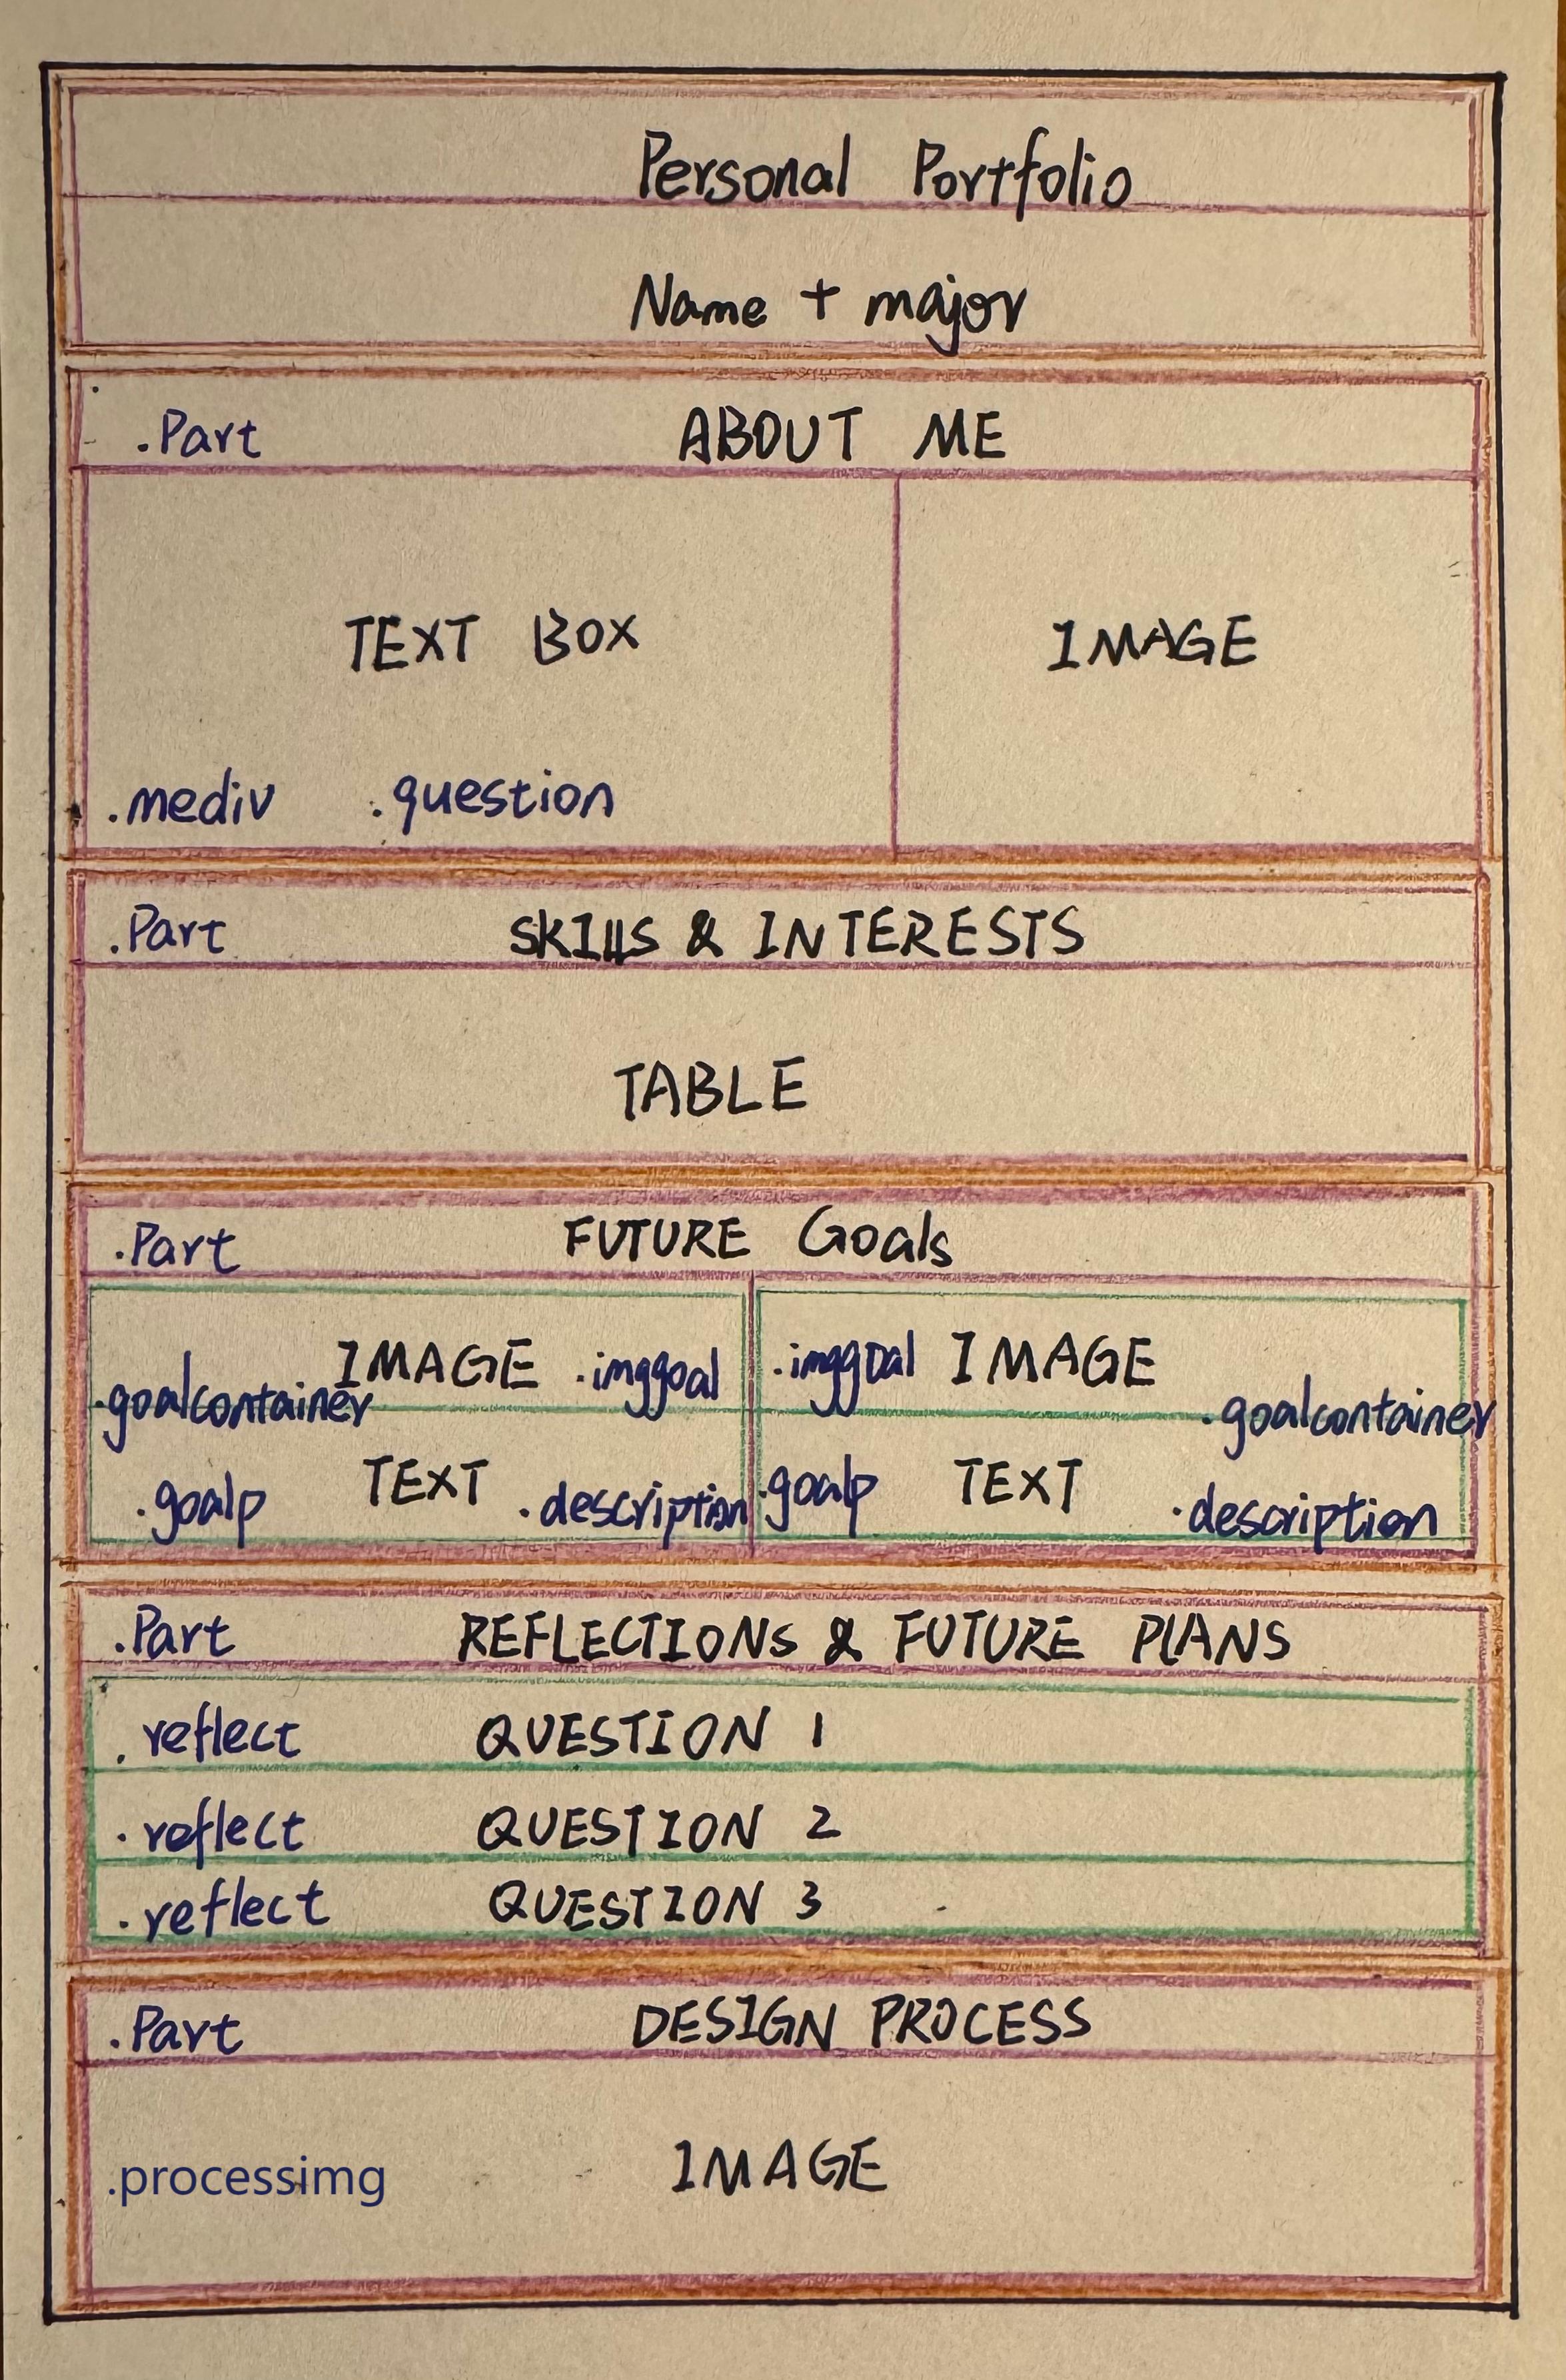 Personal Portfolio
Name + major
.Part ABOUT ME
TEXT BOX
IMAGE
.mediv .question
.Part SKIllS & INTERESTS
TABLE
.Part FUTURE Goals
.goalcontainer IMAGE .imggoal
.goalp TEXT .description
.imggoal IMAGE .goalcontainer
.goalp TEXT .description
.Part REFLECTIONS & FUTURE PLANS
.reflect QUESTION 1
.reflect QUESTION 2
.reflect QUESTION 3
.Part DESIGN PROCESS
.processimg IMAGE